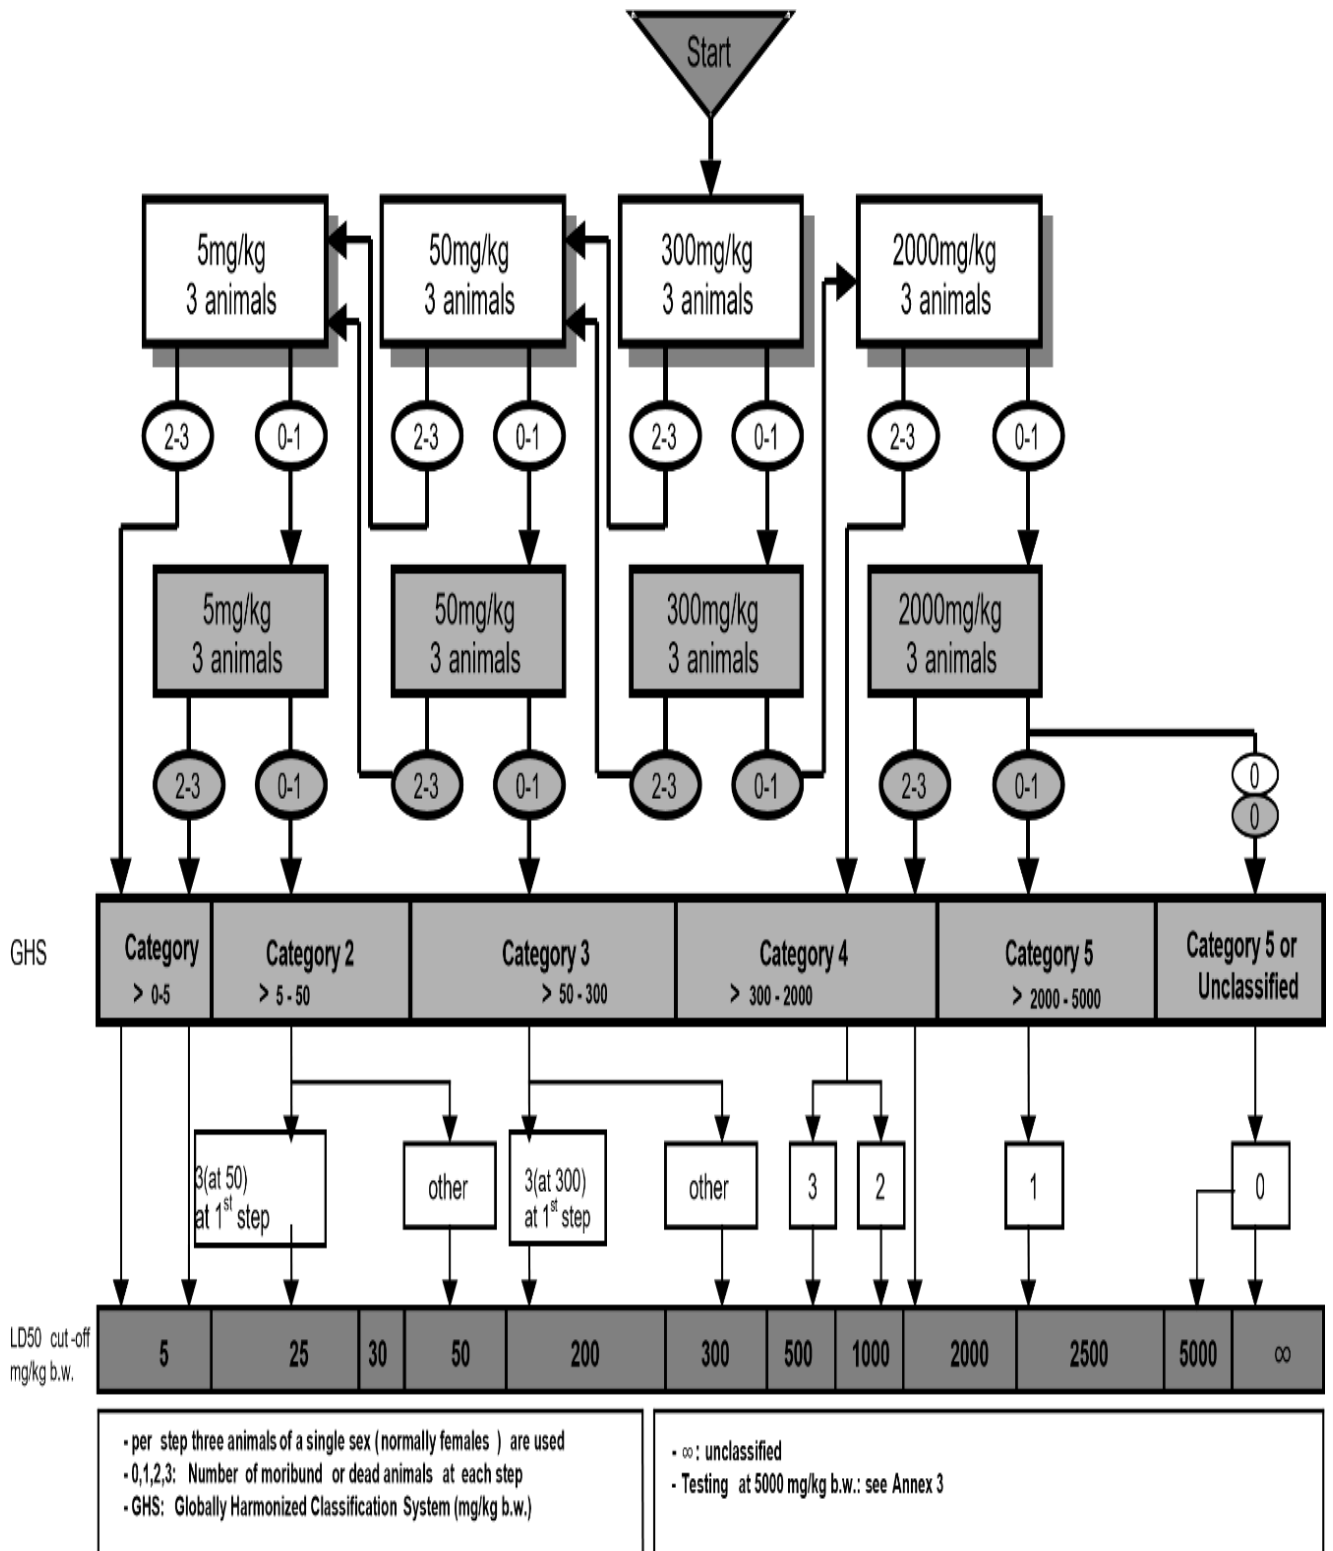 Start
5mg/kg
3 animals
50mg/kg
3 animals
300mg/kg
3 animals
2000mg/kg
3 animals
2-3
0-1
2-3
0-1
2-3
0-1
2-3
0-1
5mg/kg
3 animals
50mg/kg
3 animals
300mg/kg
3 animals
2000mg/kg
3 animals
2-3
0-1
2-3
0-1
2-3
0-1
2-3
0-1
0
0
GHS
Category
> 0-5
Category 2
> 5 - 50
Category 3
> 50 - 300
Category 4
> 300 - 2000
Category 5
> 2000 - 5000
Category 5 or
Unclassified
3(at 50)
at 1st step
other
3(at 300)
at 1st step
other
3
2
1
0
LD50 cut-off
mg/kg b.w.
5
25
30
50
200
300
500
1000
2000
2500
5000
∞
- per step three animals of a single sex ( normally females ) are used
- 0,1,2,3: Number of moribund or dead animals at each step
- GHS: Globally Harmonized Classification System (mg/kg b.w.)
- ∞: unclassified
- Testing at 5000 mg/kg b.w.: see Annex 3